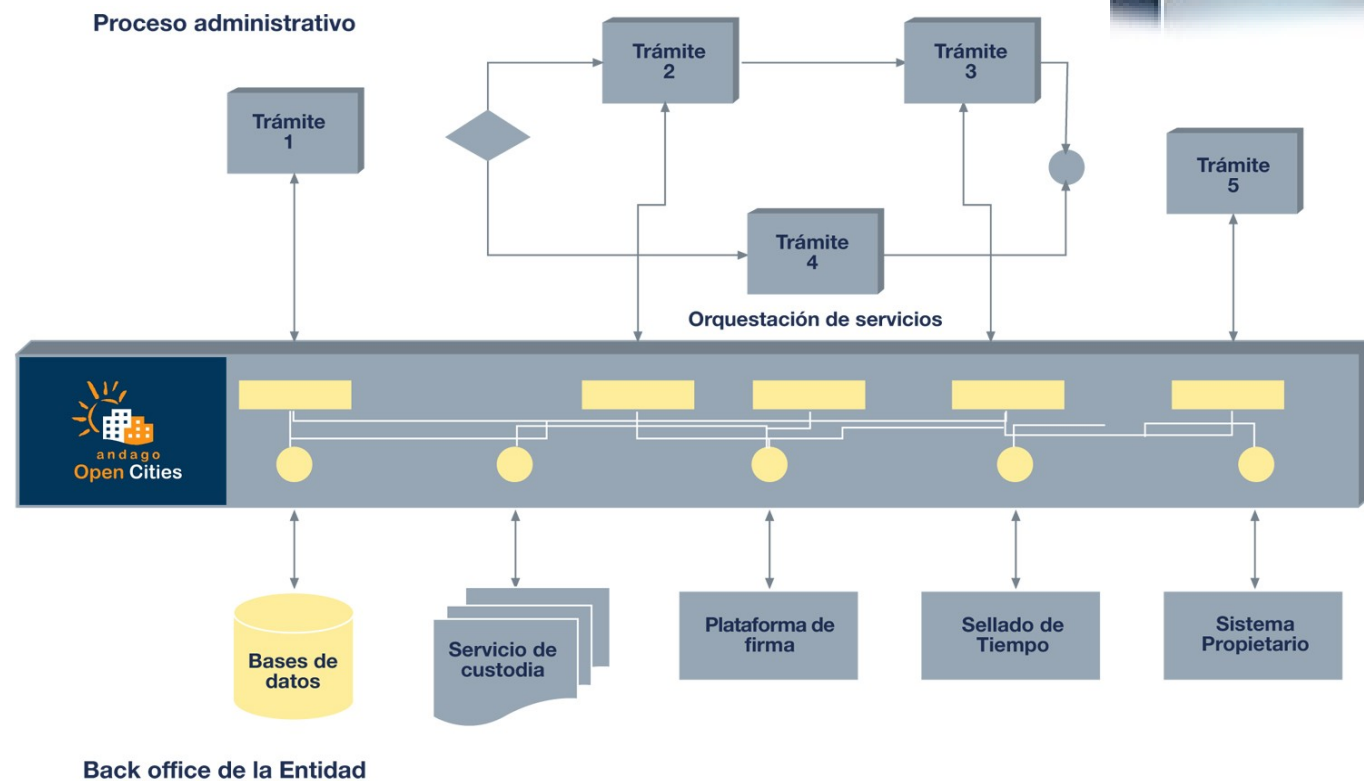 Proceso administrativo
Trámite
1
Trámite
2
Trámite
3
Trámite
4
Trámite
5
Orquestación de servicios
andago
Open Cities
Bases de
datos
Servicio de
custodia
Plataforma de
firma
Sellado de
Tiempo
Sistema
Propietario
Back office de la Entidad